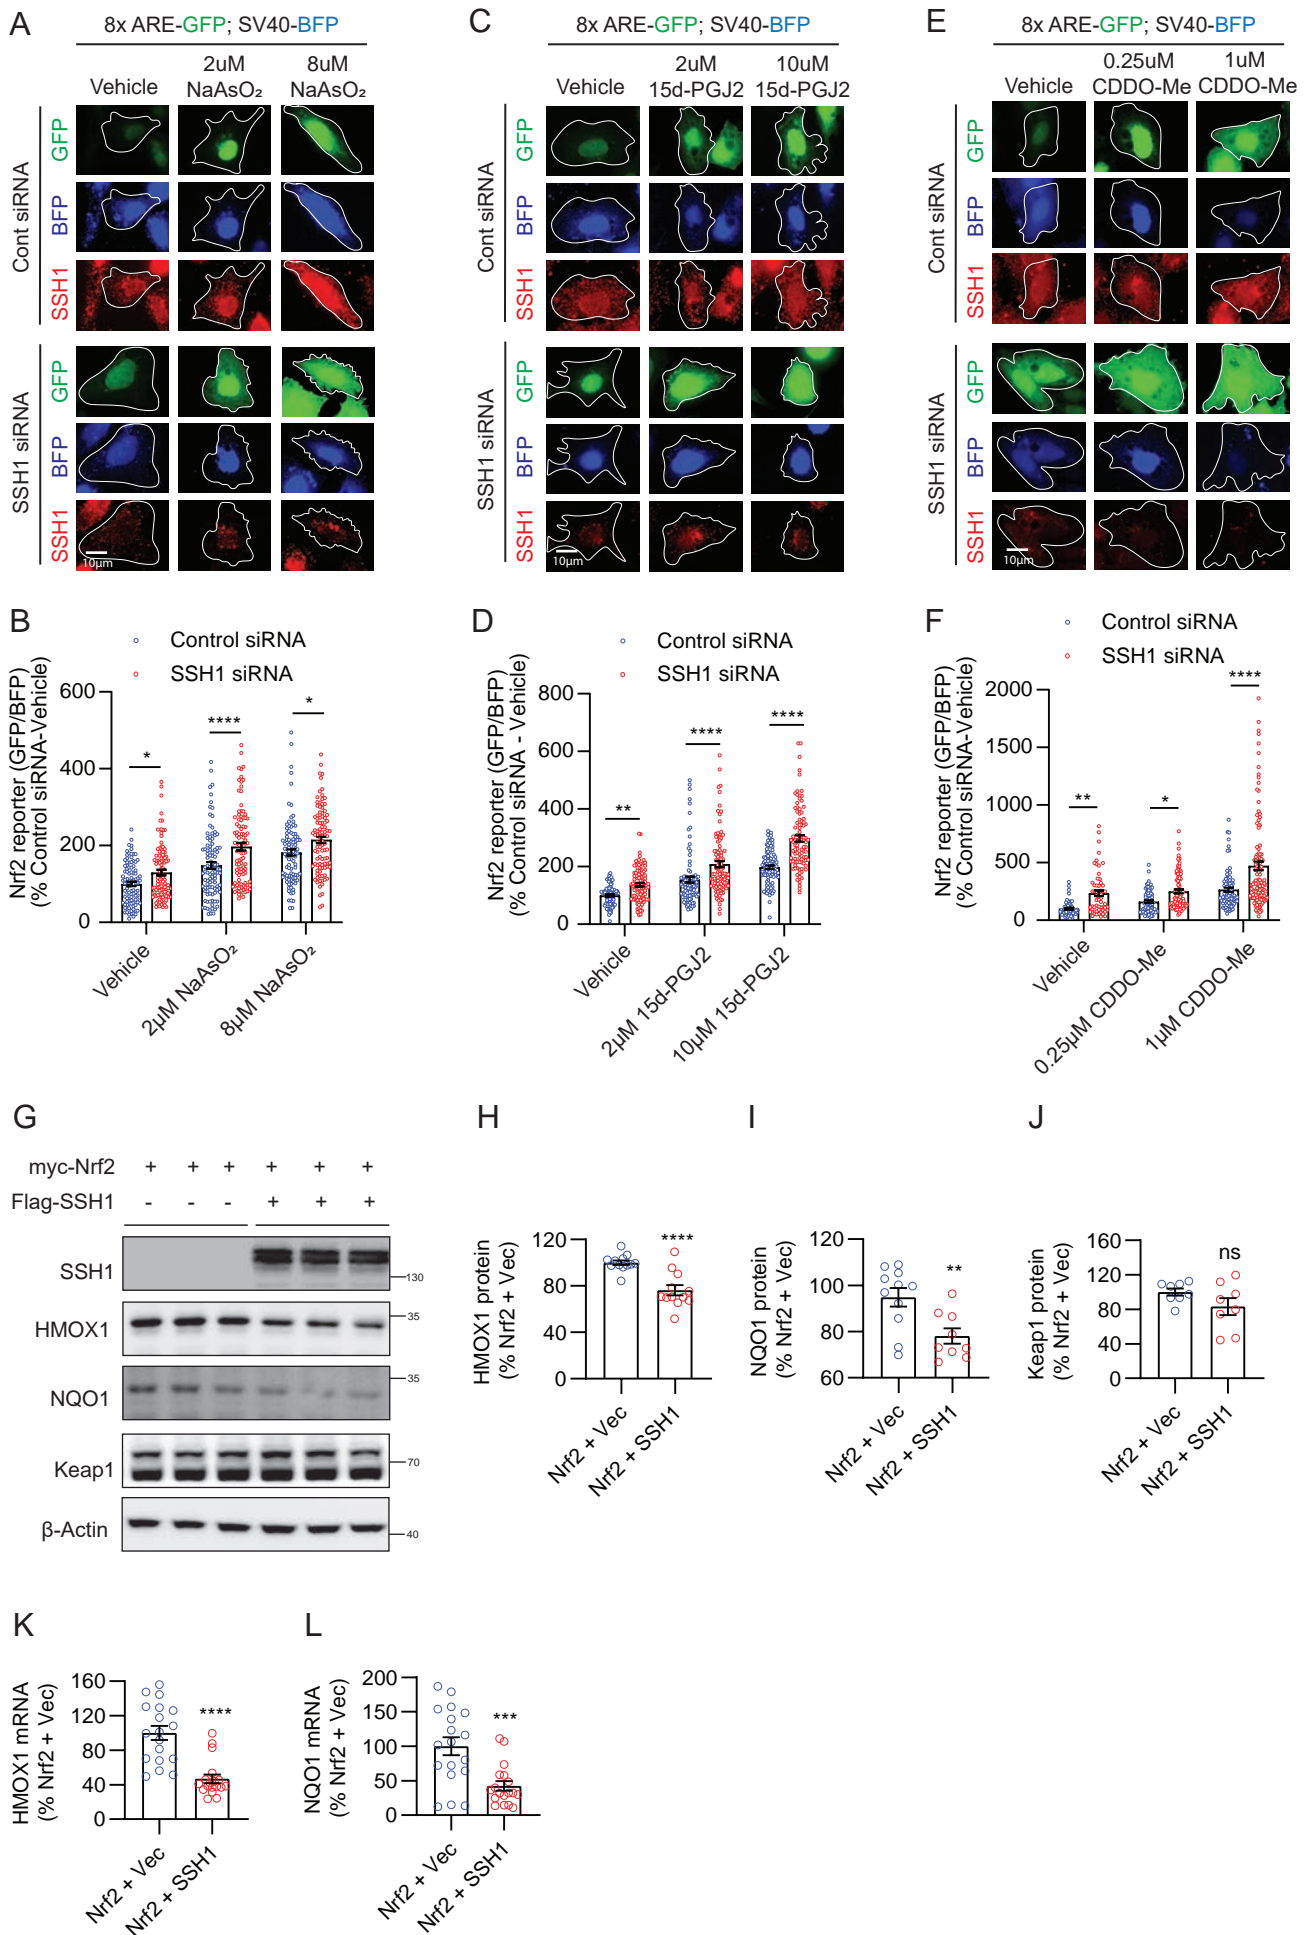 A
8x ARE-GFP; SV40-BFP
Vehicle
2uM NaAsO₂
8uM NaAsO₂
Cont siRNA
GFP
BFP
SSH1
SSH1 siRNA
GFP
BFP
SSH1
10μm
C
8x ARE-GFP; SV40-BFP
Vehicle
2uM 15d-PGJ2
10uM 15d-PGJ2
Cont siRNA
GFP
BFP
SSH1
SSH1 siRNA
GFP
BFP
SSH1
10μm
E
8x ARE-GFP; SV40-BFP
Vehicle
0.25uM CDDO-Me
1uM CDDO-Me
Cont siRNA
GFP
BFP
SSH1
SSH1 siRNA
GFP
BFP
SSH1
10μm
B
Control siRNA
SSH1 siRNA
Nrf2 reporter (GFP/BFP)
(% Control siRNA-Vehicle)
600
400
200
0
*
****
*
Vehicle
2μM NaAsO₂
8μM NaAsO₂
D
Control siRNA
SSH1 siRNA
Nrf2 reporter (GFP/BFP)
(% Control siRNA - Vehicle)
800
600
400
200
0
**
****
****
Vehicle
2μM 15d-PGJ2
10μM 15d-PGJ2
F
Control siRNA
SSH1 siRNA
Nrf2 reporter (GFP/BFP)
(% Control siRNA-Vehicle)
2000
1500
1000
500
0
**
*
****
Vehicle
0.25μM CDDO-Me
1μM CDDO-Me
G
myc-Nrf2 + + + + + +
Flag-SSH1 - - - + + +
SSH1
130
HMOX1
35
NQO1
35
Keap1
70
β-Actin
40
H
HMOX1 protein
(% Nrf2 + Vec)
120
80
40
0
****
Nrf2 + Vec
Nrf2 + SSH1
I
NQO1 protein
(% Nrf2 + Vec)
120
100
80
60
**
Nrf2 + Vec
Nrf2 + SSH1
J
Keap1 protein
(% Nrf2 + Vec)
160
120
80
40
0
ns
Nrf2 + Vec
Nrf2 + SSH1
K
HMOX1 mRNA
(% Nrf2 + Vec)
160
120
80
40
0
****
Nrf2 + Vec
Nrf2 + SSH1
L
NQO1 mRNA
(% Nrf2 + Vec)
200
150
100
50
0
***
Nrf2 + Vec
Nrf2 + SSH1